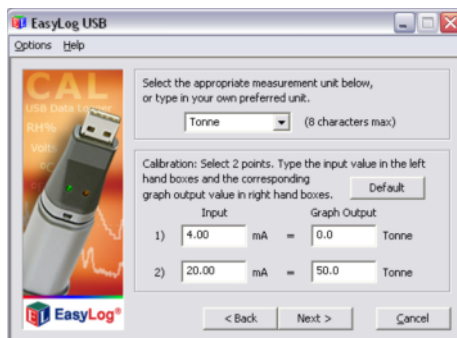 EasyLog USB
Options Help
CAL
USB Data Logger
RH%
Volts
°C
Select the appropriate measurement unit below,
or type in your own preferred unit.
Tonne (8 characters max)
Calibration: Select 2 points. Type the input value in the left
hand boxes and the corresponding
graph output value in right hand boxes.
Default
Input Graph Output
1) 4.00 mA = 0.0 Tonne
2) 20.00 mA = 50.0 Tonne
EasyLog®
< Back Next > Cancel